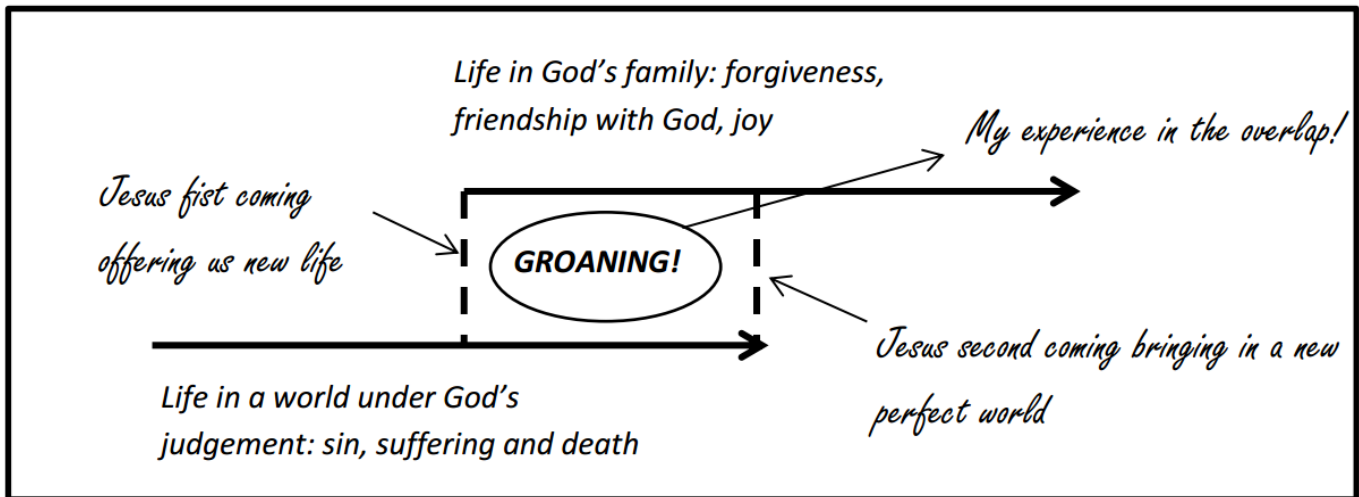 Life in God’s family: forgiveness,
friendship with God, joy
My experience in the overlap!
Jesus fist coming
offering us new life
GROANING!
Jesus second coming bringing in a new
perfect world
Life in a world under God’s
judgement: sin, suffering and death